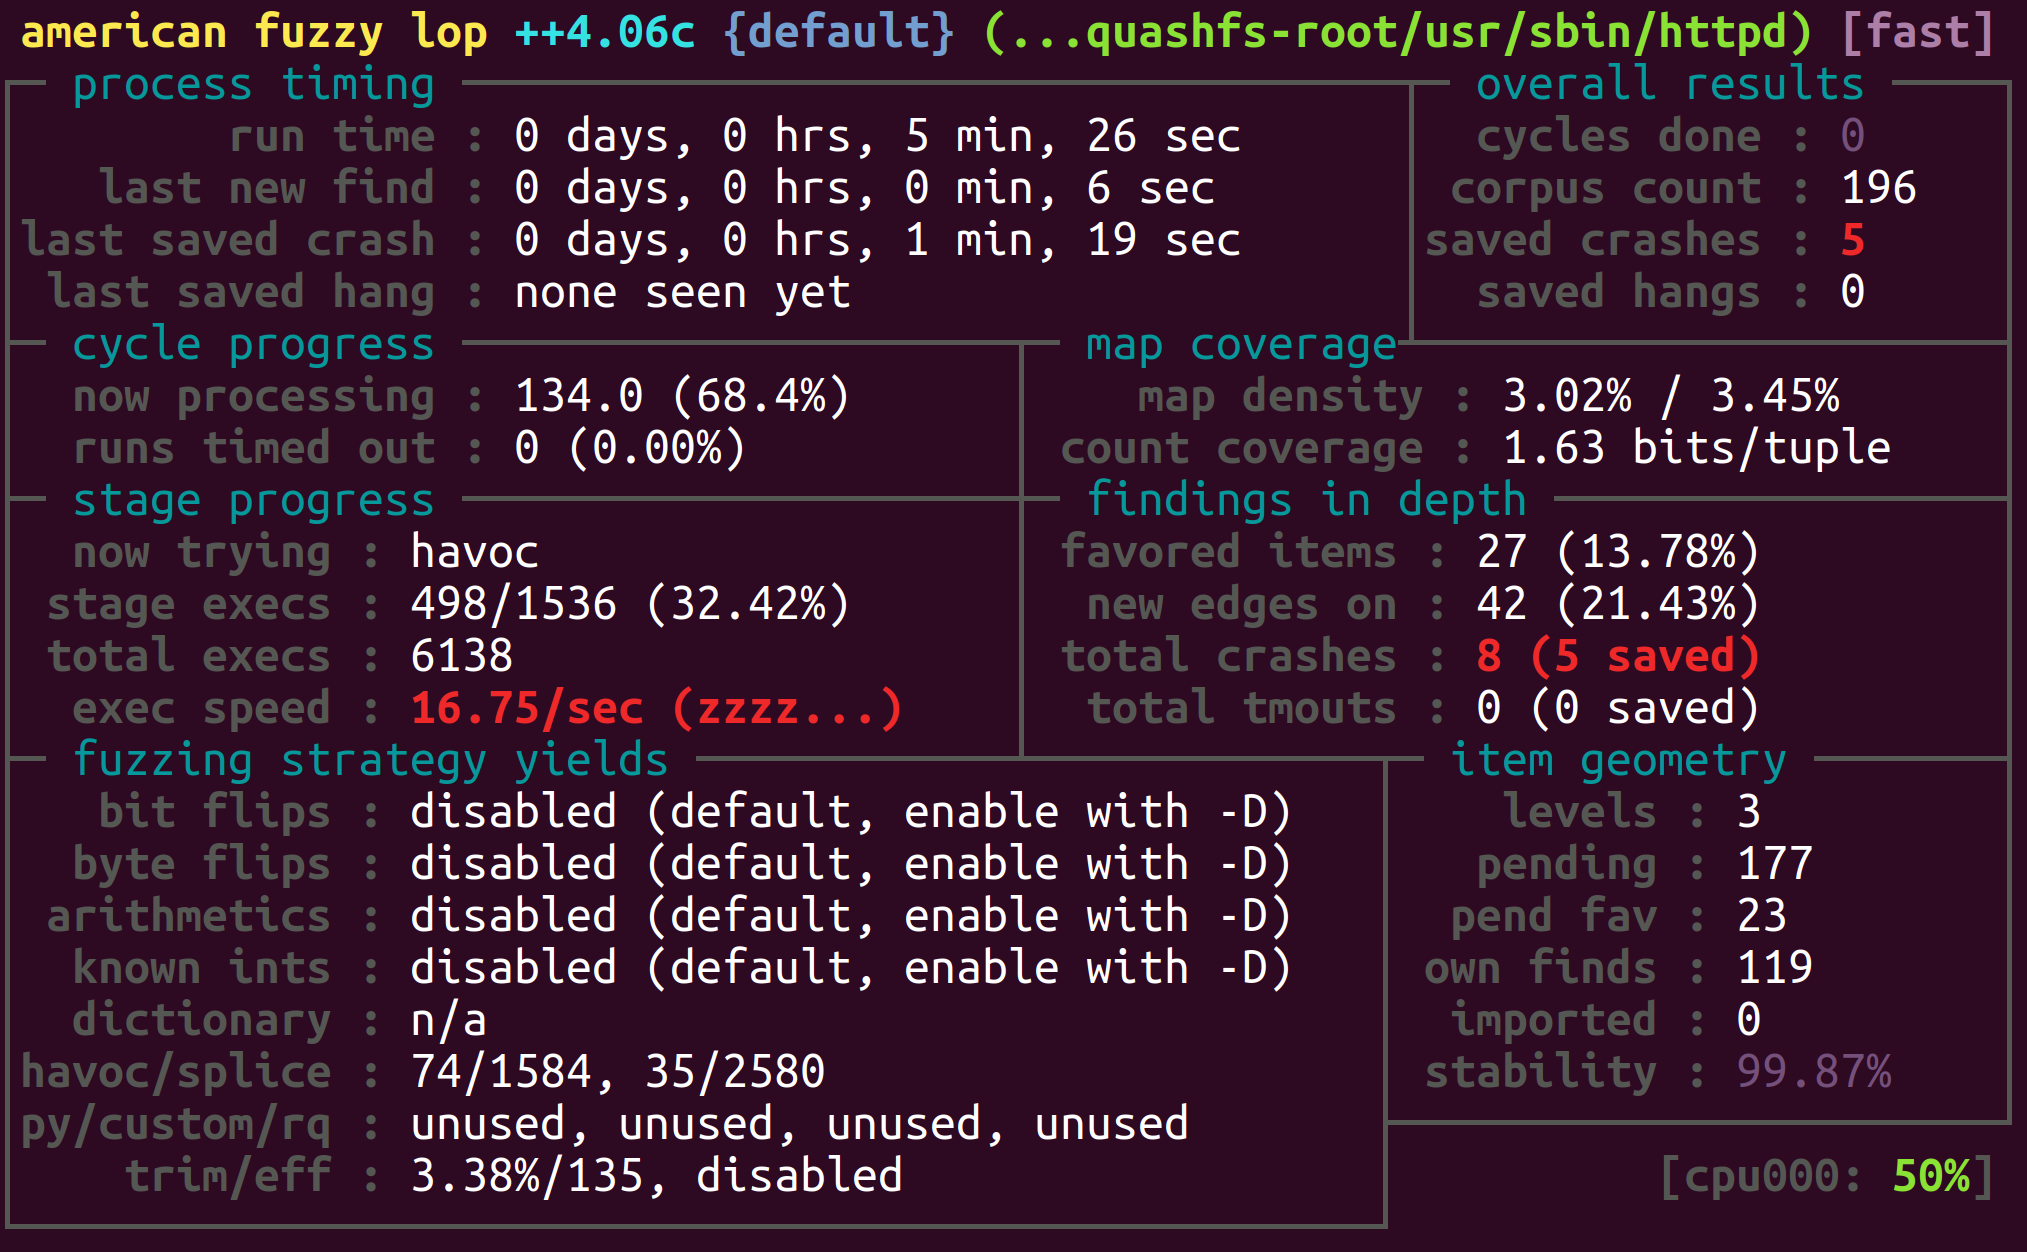 american fuzzy lop ++4.06c {default} (...quashfs-root/usr/sbin/httpd) [fast]
process timing overall results
run time : 0 days, 0 hrs, 5 min, 26 sec cycles done : 0
last new find : 0 days, 0 hrs, 0 min, 6 sec corpus count : 196
last saved crash : 0 days, 0 hrs, 1 min, 19 sec saved crashes : 5
last saved hang : none seen yet saved hangs : 0
cycle progress map coverage
now processing : 134.0 (68.4%) map density : 3.02% / 3.45%
runs timed out : 0 (0.00%) count coverage : 1.63 bits/tuple
stage progress findings in depth
now trying : havoc favored items : 27 (13.78%)
stage execs : 498/1536 (32.42%) new edges on : 42 (21.43%)
total execs : 6138 total crashes : 8 (5 saved)
exec speed : 16.75/sec (zzzz...) total tmouts : 0 (0 saved)
fuzzing strategy yields item geometry
bit flips : disabled (default, enable with -D) levels : 3
byte flips : disabled (default, enable with -D) pending : 177
arithmetics : disabled (default, enable with -D) pend fav : 23
known ints : disabled (default, enable with -D) own finds : 119
dictionary : n/a imported : 0
havoc/splice : 74/1584, 35/2580 stability : 99.87%
py/custom/rq : unused, unused, unused, unused
trim/eff : 3.38%/135, disabled [cpu000: 50%]